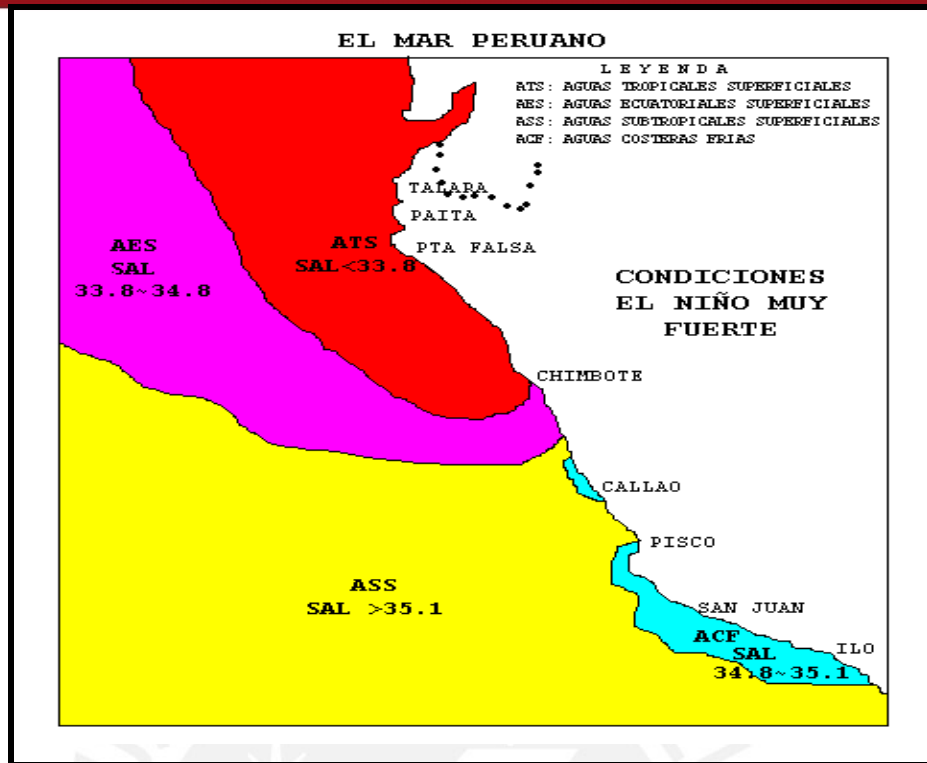 EL MAR PERUANO
LEYENDA
ATS: AGUAS TROPICALES SUPERFICIALES
AES: AGUAS ECUATORIALES SUPERFICIALES
ASS: AGUAS SUBTROPICALES SUPERFICIALES
ACF: AGUAS COSTERAS FRIAS
TALARA
PAITA
PTA FALSA
ATS
SAL<33.8
AES
SAL
33.8~34.8
CONDICIONES
EL NIÑO MUY
FUERTE
CHIMBOTE
CALLAO
PISCO
ASS
SAL >35.1
SAN JUAN
ACF
SAL
34.8~35.1
ILO